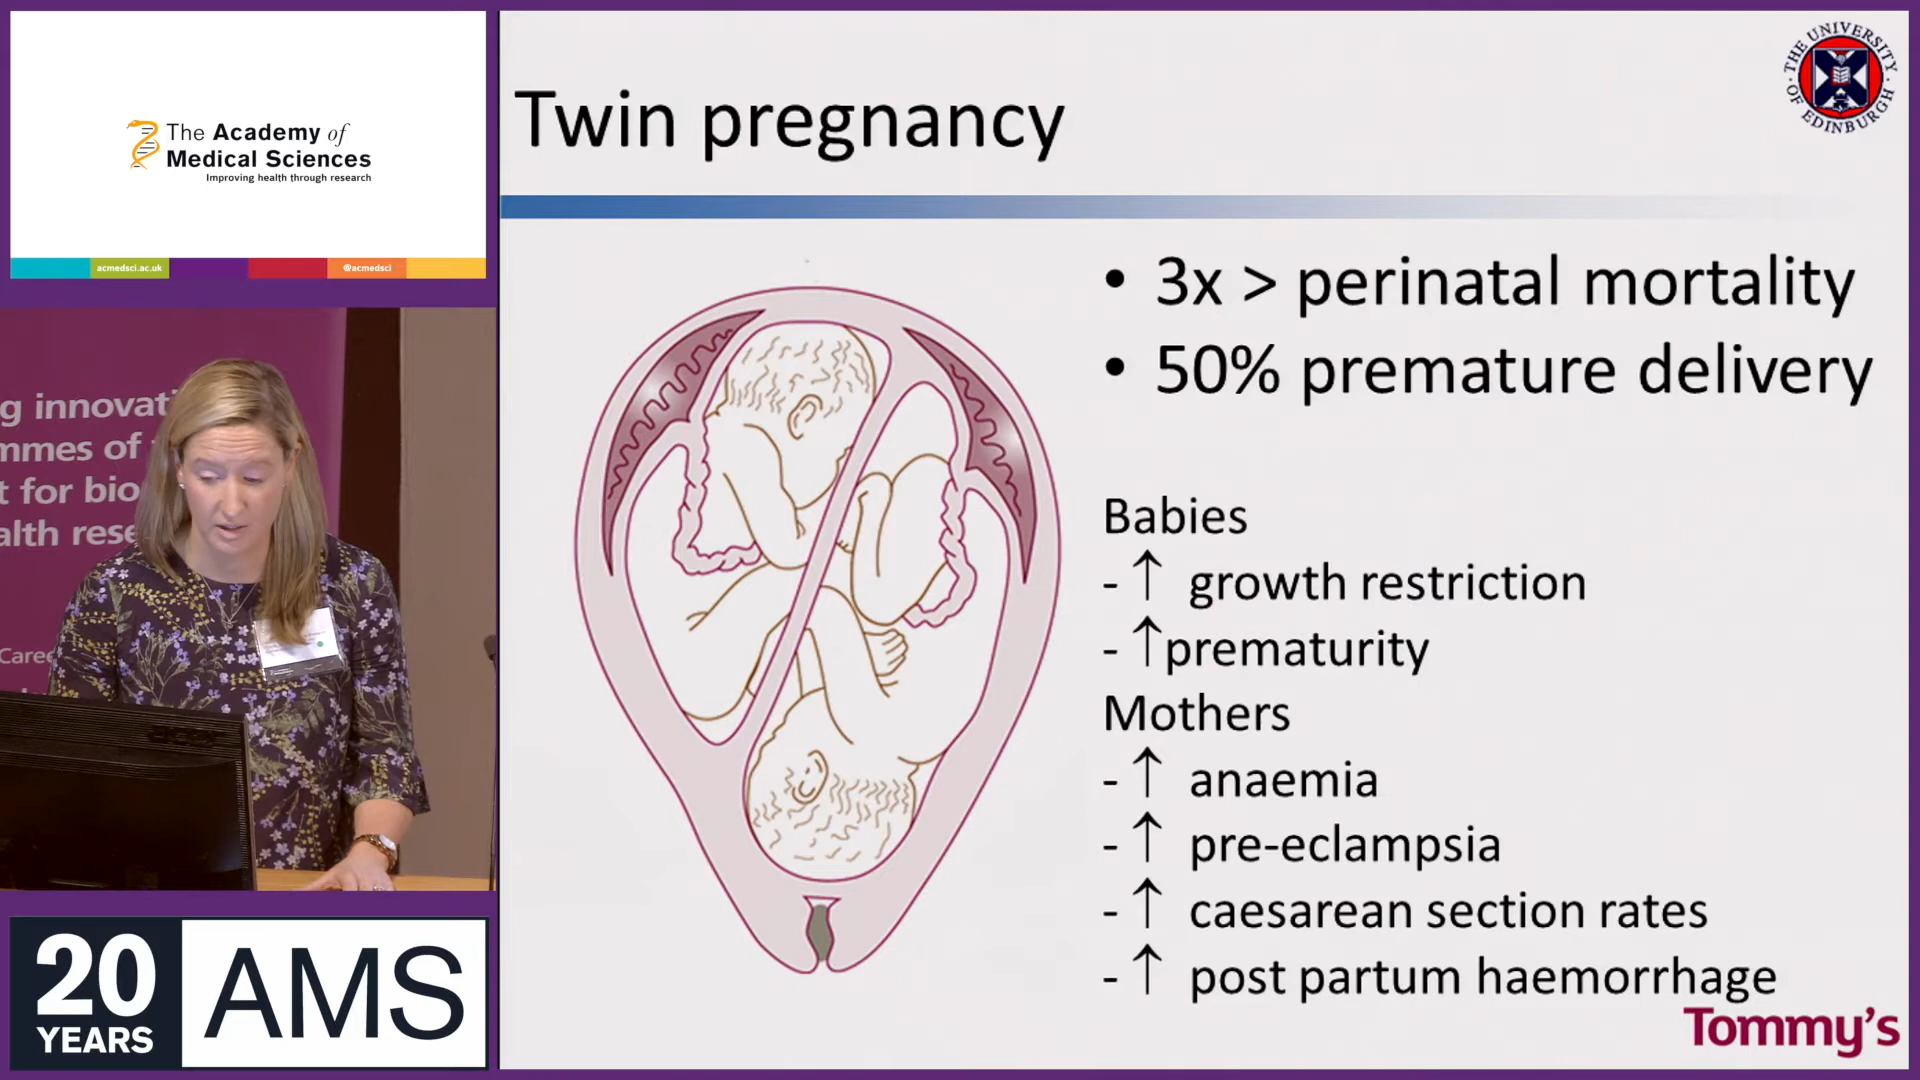 The Academy of
Medical Sciences
Improving health through research
acmedsci.ac.uk
@acmedsci
g innovat
mmes of
t for bio
alth rese
Caree
20
YEARS
AMS
Twin pregnancy
THE UNIVERSITY OF EDINBURGH
• 3x > perinatal mortality
• 50% premature delivery
Babies
- ↑ growth restriction
- ↑prematurity
Mothers
- ↑ anaemia
- ↑ pre-eclampsia
- ↑ caesarean section rates
- ↑ post partum haemorrhage
Tommy's